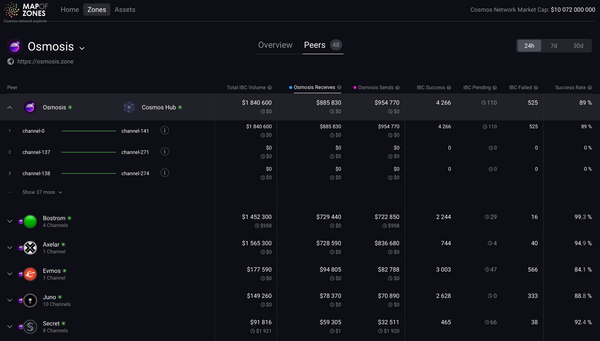 MAPOF
ZONES
Cosmos network explorer
Home Zones Assets
Cosmos Network Market Cap: $10 072 000 000
Osmosis
https://osmosis.zone
Overview Peers 48
24h 7d 30d
Peer Total IBC Volume Osmosis Receives Osmosis Sends IBC Success IBC Pending IBC Failed Success Rate
Osmosis Cosmos Hub $1 840 600 $885 830 $954 770 4 266 110 525 89 %
$0 $0 $0
1 channel-0 channel-141 $1 840 600 $885 830 $954 770 4 266 110 525 89 %
$0 $0 $0
2 channel-137 channel-271 $0 $0 $0 0 0 0 0 %
$0 $0 $0
3 channel-138 channel-274 $0 $0 $0 0 0 0 0 %
$0 $0 $0
Show 37 more
Bostrom $1 452 300 $729 440 $722 850 2 244 29 16 99.3 %
4 Channels $958 $0 $958
Axelar $1 565 300 $728 590 $836 680 744 4 40 94.9 %
1 Channel $0 $0 $0
Evmos $177 590 $94 805 $82 788 3 003 47 566 84.1 %
1 Channel $0 $0 $0
Juno $149 260 $78 370 $70 890 2 628 0 333 88.8 %
10 Channels $0 $0 $0
Secret $91 816 $59 305 $32 511 465 66 38 92.4 %
8 Channels $1 921 $1 $1 920